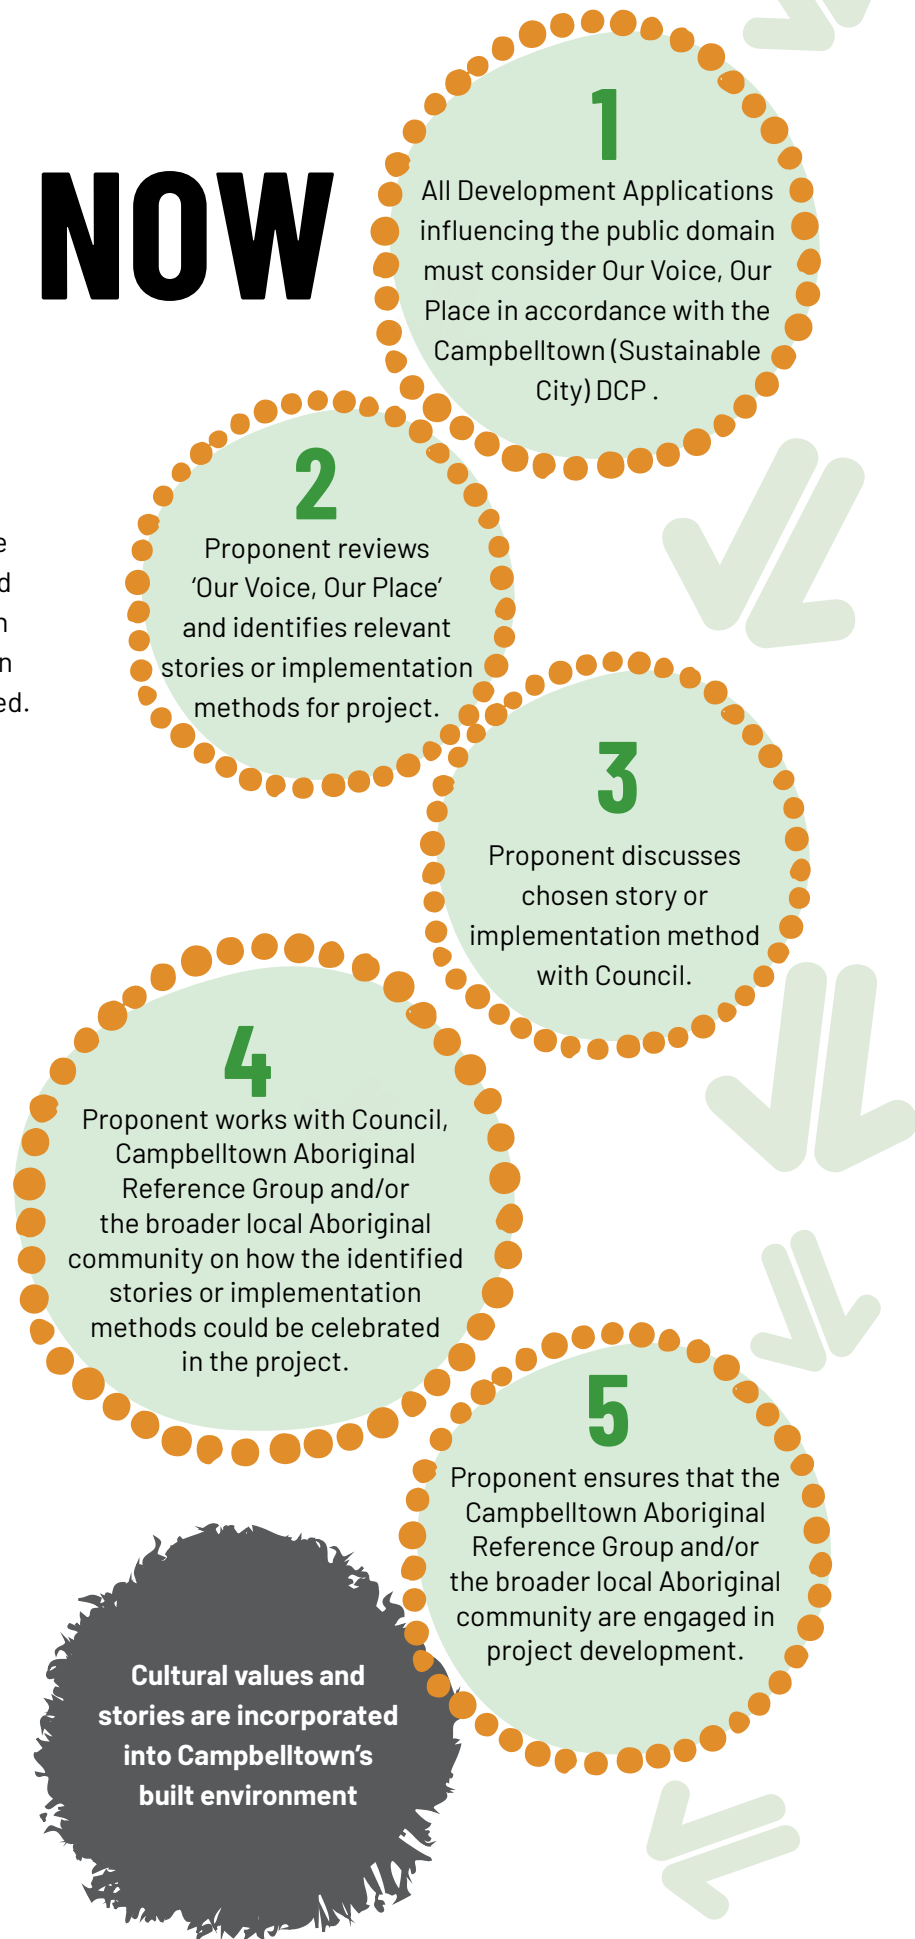 NOW
1
All Development Applications
influencing the public domain
must consider Our Voice, Our
Place in accordance with the
Campbelltown (Sustainable
City) DCP .
2
Proponent reviews
‘Our Voice, Our Place’
and identifies relevant
stories or implementation
methods for project.
3
Proponent discusses
chosen story or
implementation method
with Council.
4
Proponent works with Council,
Campbelltown Aboriginal
Reference Group and/or
the broader local Aboriginal
community on how the identified
stories or implementation
methods could be celebrated
in the project.
5
Proponent ensures that the
Campbelltown Aboriginal
Reference Group and/or
the broader local Aboriginal
community are engaged in
project development.
Cultural values and
stories are incorporated
into Campbelltown’s
built environment